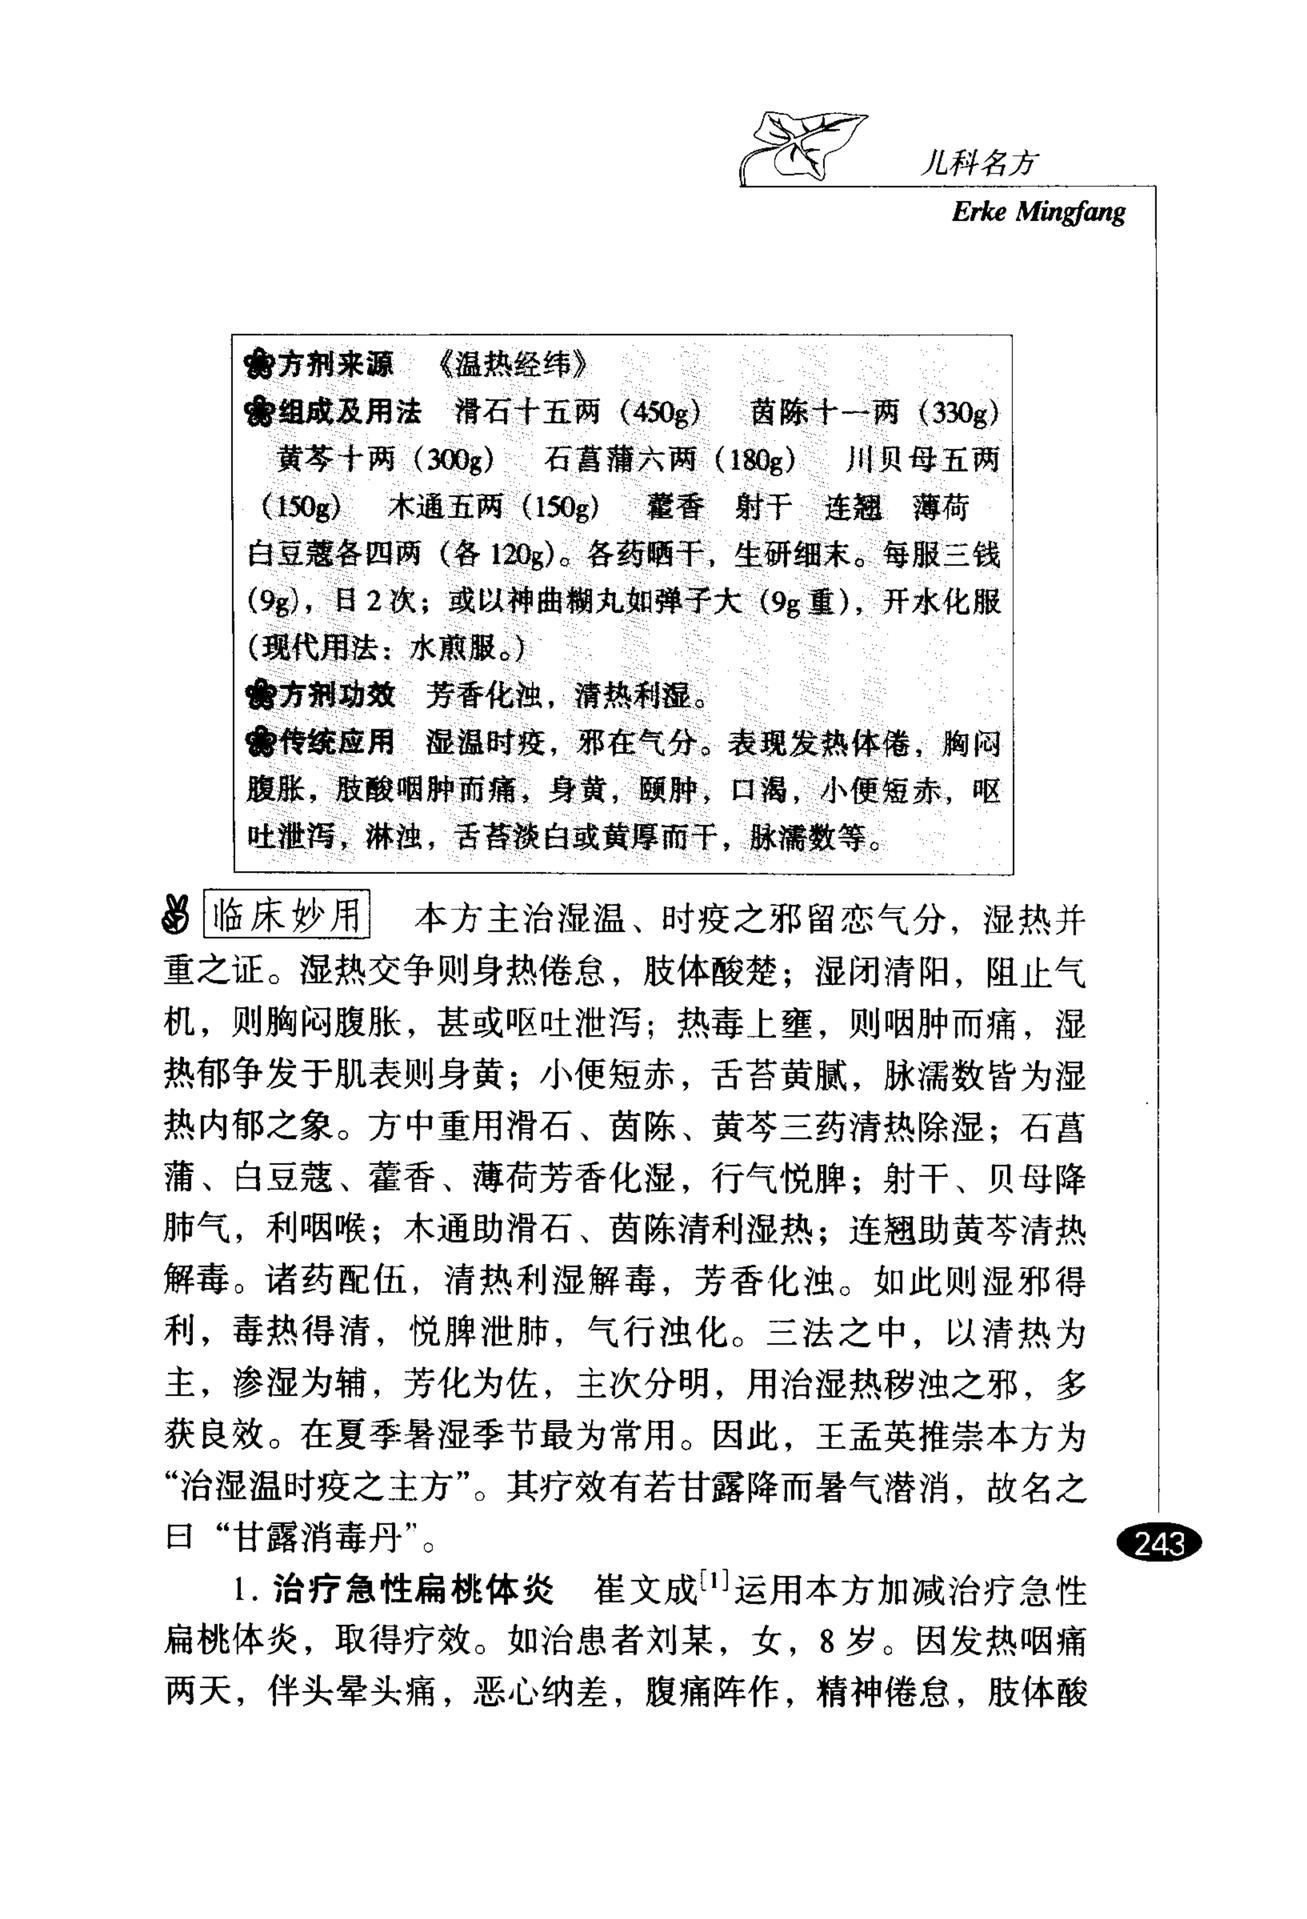 儿科名方
Erke Mingfang
方剂来源 《温热经纬》
组成及用法 滑石十五两（450g） 茵陈十一两（330g）
黄芩十两（300g） 石菖蒲六两（180g） 川贝母五两
（150g） 木通五两（150g） 藿香 射干 连翘 薄荷
白豆蔻各四两（各120g）。各药晒干，生研细末。每服三钱
（9g），日2次；或以神曲糊丸如弹子大（9g重），开水化服
（现代用法：水煎服。）
方剂功效 芳香化浊，清热利湿。
传统应用 湿温时疫，邪在气分。表现发热体倦，胸闷
腹胀，肢酸咽肿而痛，身黄，颐肿，口渴，小便短赤，呕
吐泄泻，淋浊，舌苔淡白或黄厚而干，脉濡数等。
临床妙用 本方主治湿温、时疫之邪留恋气分，湿热并
重之证。湿热交争则身热倦怠，肢体酸楚；湿闭清阳，阻止气
机，则胸闷腹胀，甚或呕吐泄泻；热毒上壅，则咽肿而痛，湿
热郁争发于肌表则身黄；小便短赤，舌苔黄腻，脉濡数皆为湿
热内郁之象。方中重用滑石、茵陈、黄芩三药清热除湿；石菖
蒲、白豆蔻、藿香、薄荷芳香化湿，行气悦脾；射干、贝母降
肺气，利咽喉；木通助滑石、茵陈清利湿热；连翘助黄芩清热
解毒。诸药配伍，清热利湿解毒，芳香化浊。如此则湿邪得
利，毒热得清，悦脾泄肺，气行浊化。三法之中，以清热为
主，渗湿为辅，芳化为佐，主次分明，用治湿热秽浊之邪，多
获良效。在夏季暑湿季节最为常用。因此，王孟英推崇本方为
“治湿温时疫之主方”。其疗效有若甘露降而暑气潜消，故名之
曰“甘露消毒丹”。
243
1. 治疗急性扁桃体炎 崔文成[1]运用本方加减治疗急性
扁桃体炎，取得疗效。如治患者刘某，女，8岁。因发热咽痛
两天，伴头晕头痛，恶心纳差，腹痛阵作，精神倦怠，肢体酸